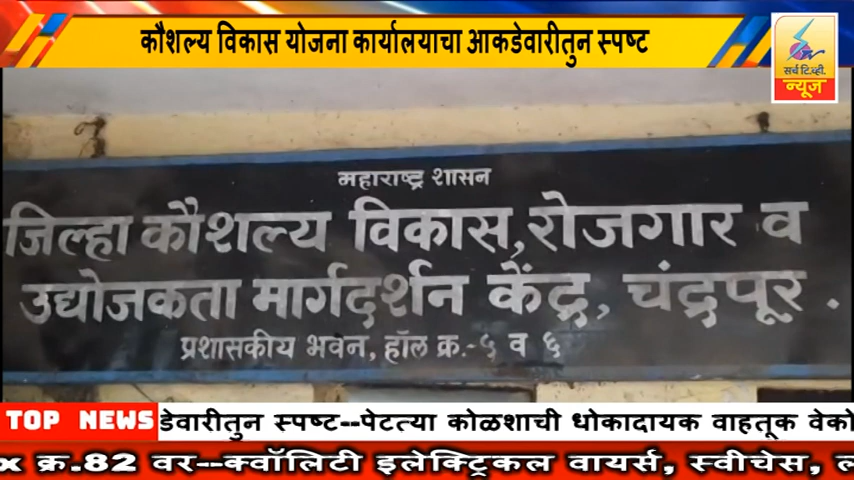 कौशल्य विकास योजना कार्यालयाचा आकडेवारीतुन स्पष्ट
सर्च टि.व्ही.
न्यूज
महाराष्ट्र शासन
जिल्हा कौशल्य विकास, रोजगार व
उद्योजकता मार्गदर्शन केंद्र, चंद्रपूर.
प्रशासकीय भवन, हॉल क्र.-५ व ६
TOP NEWS डेवारीतुन स्पष्ट--पेटत्या कोळशाची धोकादायक वाहतूक वेको
x क्र.82 वर--क्वॉलिटी इलेक्ट्रिकल वायर्स, स्वीचेस, ल